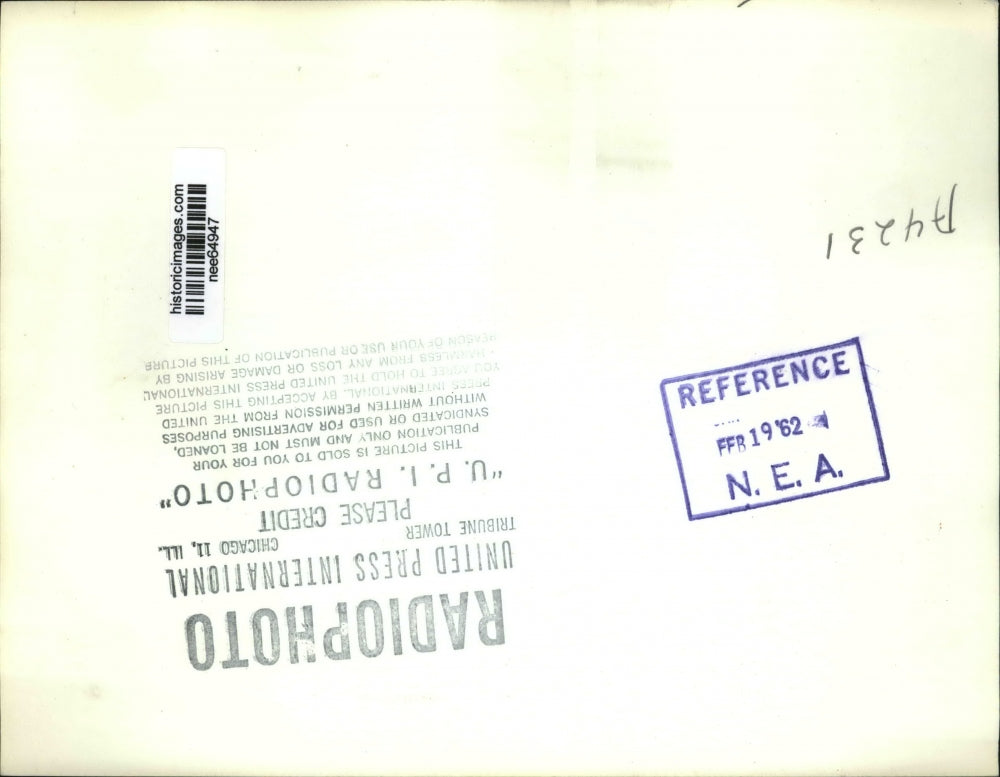 historicimages.com
nee64947
A4231
REFERENCE
FEB 19 '62
N. E. A.
RADIOPHOTO
UNITED PRESS INTERNATIONAL
TRIBUNE TOWER CHICAGO 11, ILL.
PLEASE CREDIT
"U. P. I. RADIOPHOTO"
THIS PICTURE IS SOLD TO YOU FOR YOUR
PUBLICATION ONLY AND MUST NOT BE LOANED,
SYNDICATED OR USED FOR ADVERTISING PURPOSES
WITHOUT WRITTEN PERMISSION FROM THE UNITED
PRESS INTERNATIONAL. BY ACCEPTING THIS PICTURE
YOU AGREE TO HOLD THE UNITED PRESS INTERNATIONAL
HARMLESS FROM ANY LOSS OR DAMAGE ARISING BY
REASON OF YOUR USE OR PUBLICATION OF THIS PICTURE